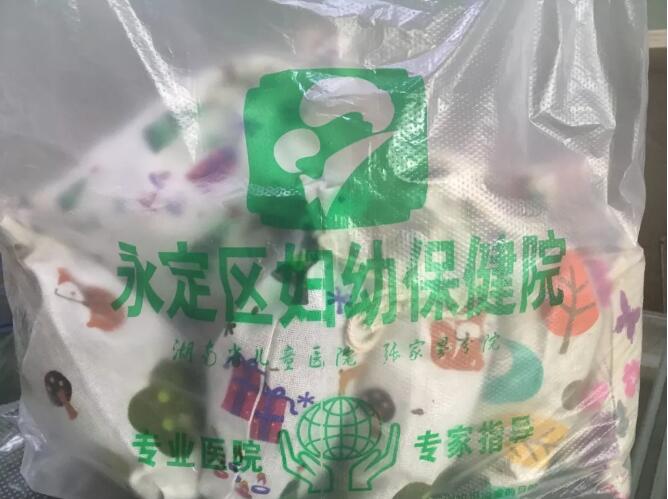 永定区妇幼保健院
湖南省儿童医院 张家界分院
专业医院 专家指导